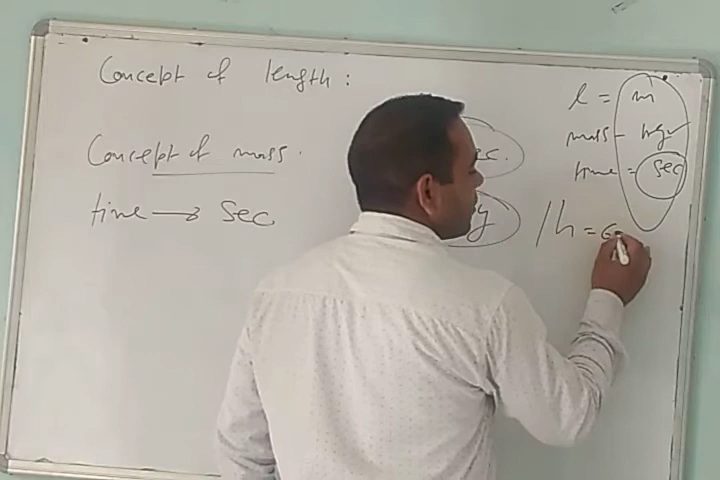 Concept of length :
Concept of mass.
time → Sec
l = m
mass - kg
time = sec
1h = 6